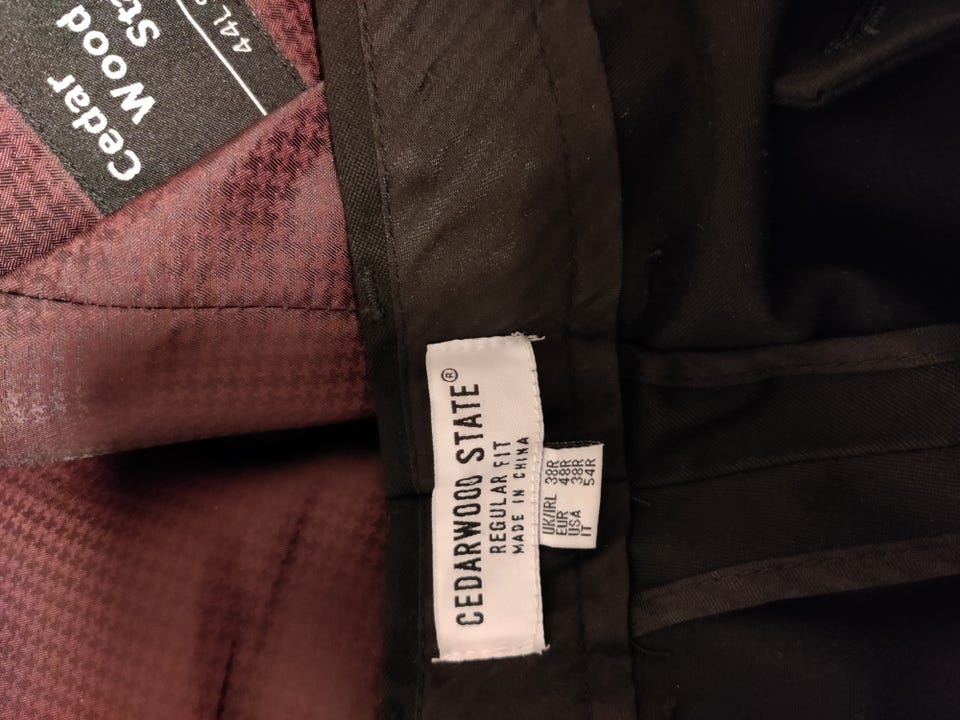 Cedar
Wood
Sta
44L
CEDARWOOD STATE®
REGULAR FIT
MADE IN CHINA
UK/IRL 38R
EUR 48R
USA 38R
IT 54R